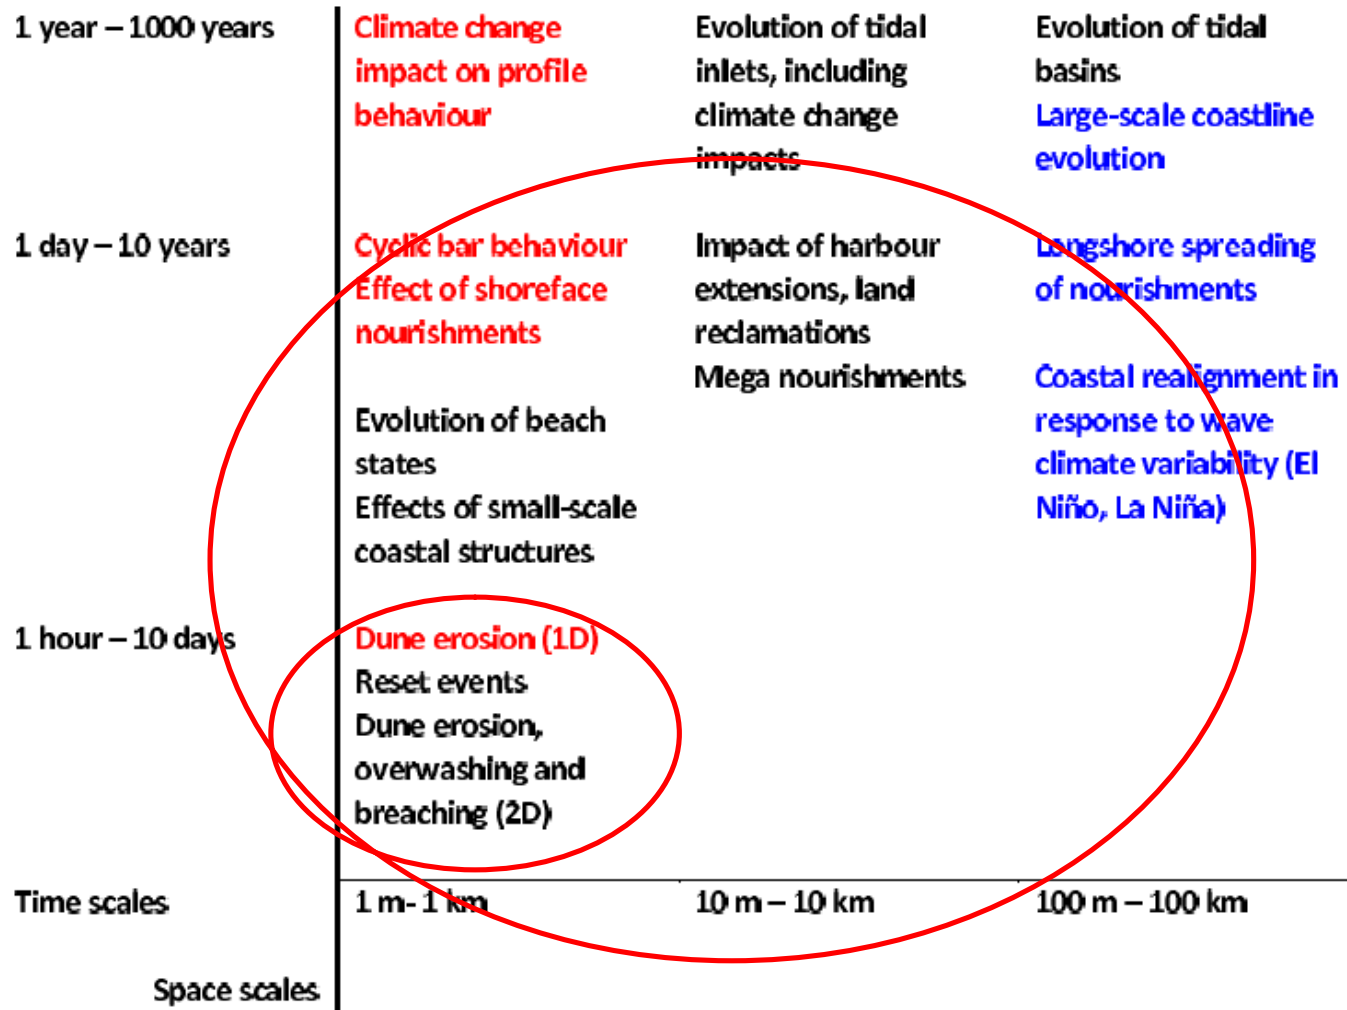 1 year – 1000 years
Climate change
impact on profile
behaviour
Evolution of tidal
inlets, including
climate change
impacts
Evolution of tidal
basins
Large-scale coastline
evolution
1 day – 10 years
Cyclic bar behaviour
Effect of shoreface
nourishments
Evolution of beach
states
Effects of small-scale
coastal structures
Impact of harbour
extensions, land
reclamations
Mega nourishments
Longshore spreading
of nourishments
Coastal realignment in
response to wave
climate variability (El
Niño, La Niña)
1 hour – 10 days
Dune erosion (1D)
Reset events
Dune erosion,
overwashing and
breaching (2D)
Time scales
1 m- 1 km
10 m – 10 km
100 m – 100 km
Space scales